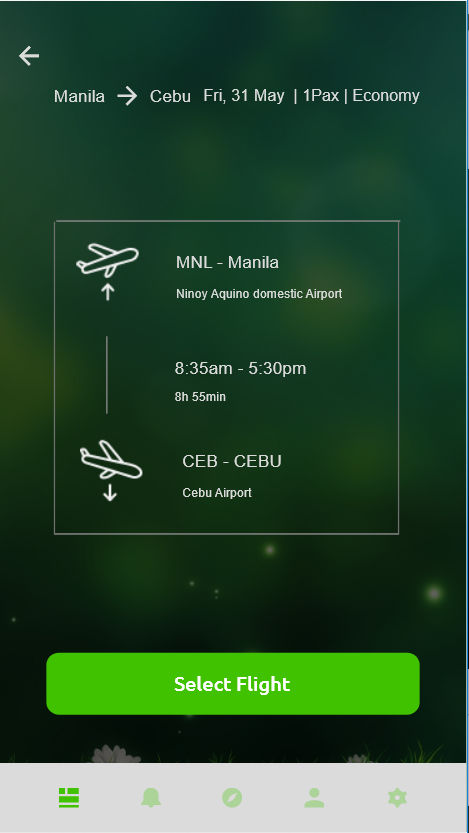 Manila → Cebu Fri, 31 May | 1Pax | Economy
MNL - Manila
Ninoy Aquino domestic Airport
8:35am - 5:30pm
8h 55min
CEB - CEBU
Cebu Airport
Select Flight